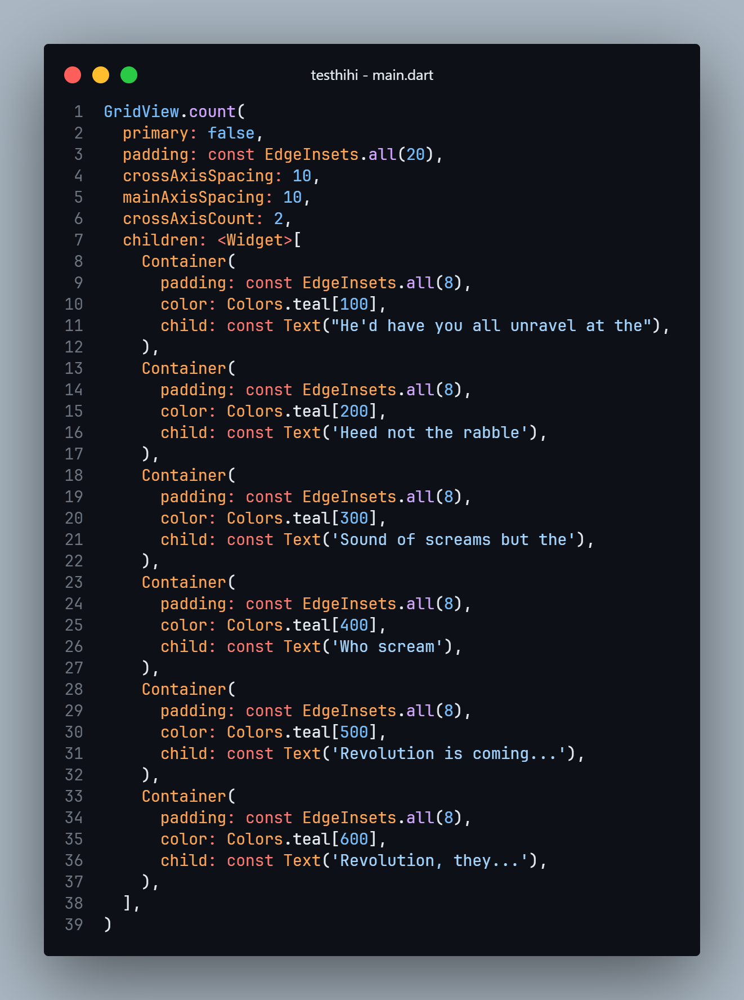 testhihi - main.dart
1 GridView.count(
2   primary: false,
3   padding: const EdgeInsets.all(20),
4   crossAxisSpacing: 10,
5   mainAxisSpacing: 10,
6   crossAxisCount: 2,
7   children: <Widget>[
8     Container(
9       padding: const EdgeInsets.all(8),
10       color: Colors.teal[100],
11       child: const Text("He'd have you all unravel at the"),
12     ),
13     Container(
14       padding: const EdgeInsets.all(8),
15       color: Colors.teal[200],
16       child: const Text('Heed not the rabble'),
17     ),
18     Container(
19       padding: const EdgeInsets.all(8),
20       color: Colors.teal[300],
21       child: const Text('Sound of screams but the'),
22     ),
23     Container(
24       padding: const EdgeInsets.all(8),
25       color: Colors.teal[400],
26       child: const Text('Who scream'),
27     ),
28     Container(
29       padding: const EdgeInsets.all(8),
30       color: Colors.teal[500],
31       child: const Text('Revolution is coming...'),
32     ),
33     Container(
34       padding: const EdgeInsets.all(8),
35       color: Colors.teal[600],
36       child: const Text('Revolution, they...'),
37     ),
38   ],
39 )